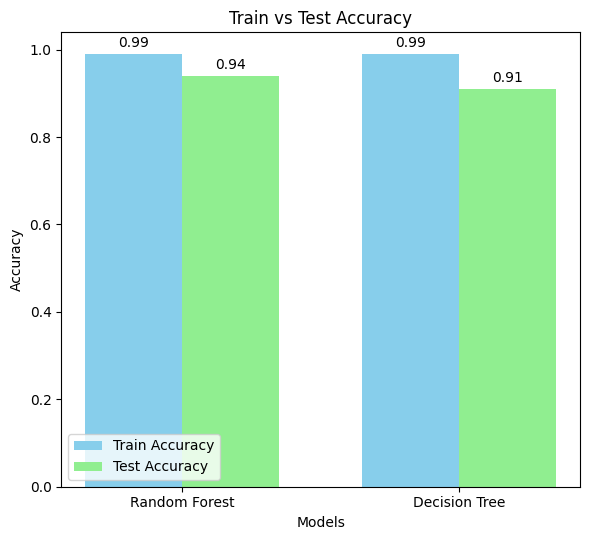 Train vs Test Accuracy
0.99
0.94
0.99
0.91
1.0
0.8
0.6
0.4
0.2
0.0
Accuracy
Train Accuracy
Test Accuracy
Random Forest
Decision Tree
Models